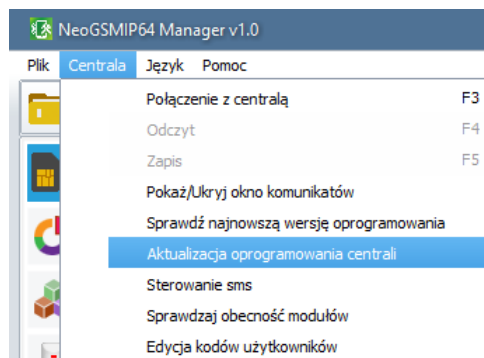 NeoGSMIP64 Manager v1.0
Plik Centrala Język Pomoc
Połączenie z centralą F3
Odczyt F4
Zapis F5
Pokaż/Ukryj okno komunikatów
Sprawdź najnowszą wersję oprogramowania
Aktualizacja oprogramowania centrali
Sterowanie sms
Sprawdzaj obecność modułów
Edycja kodów użytkowników